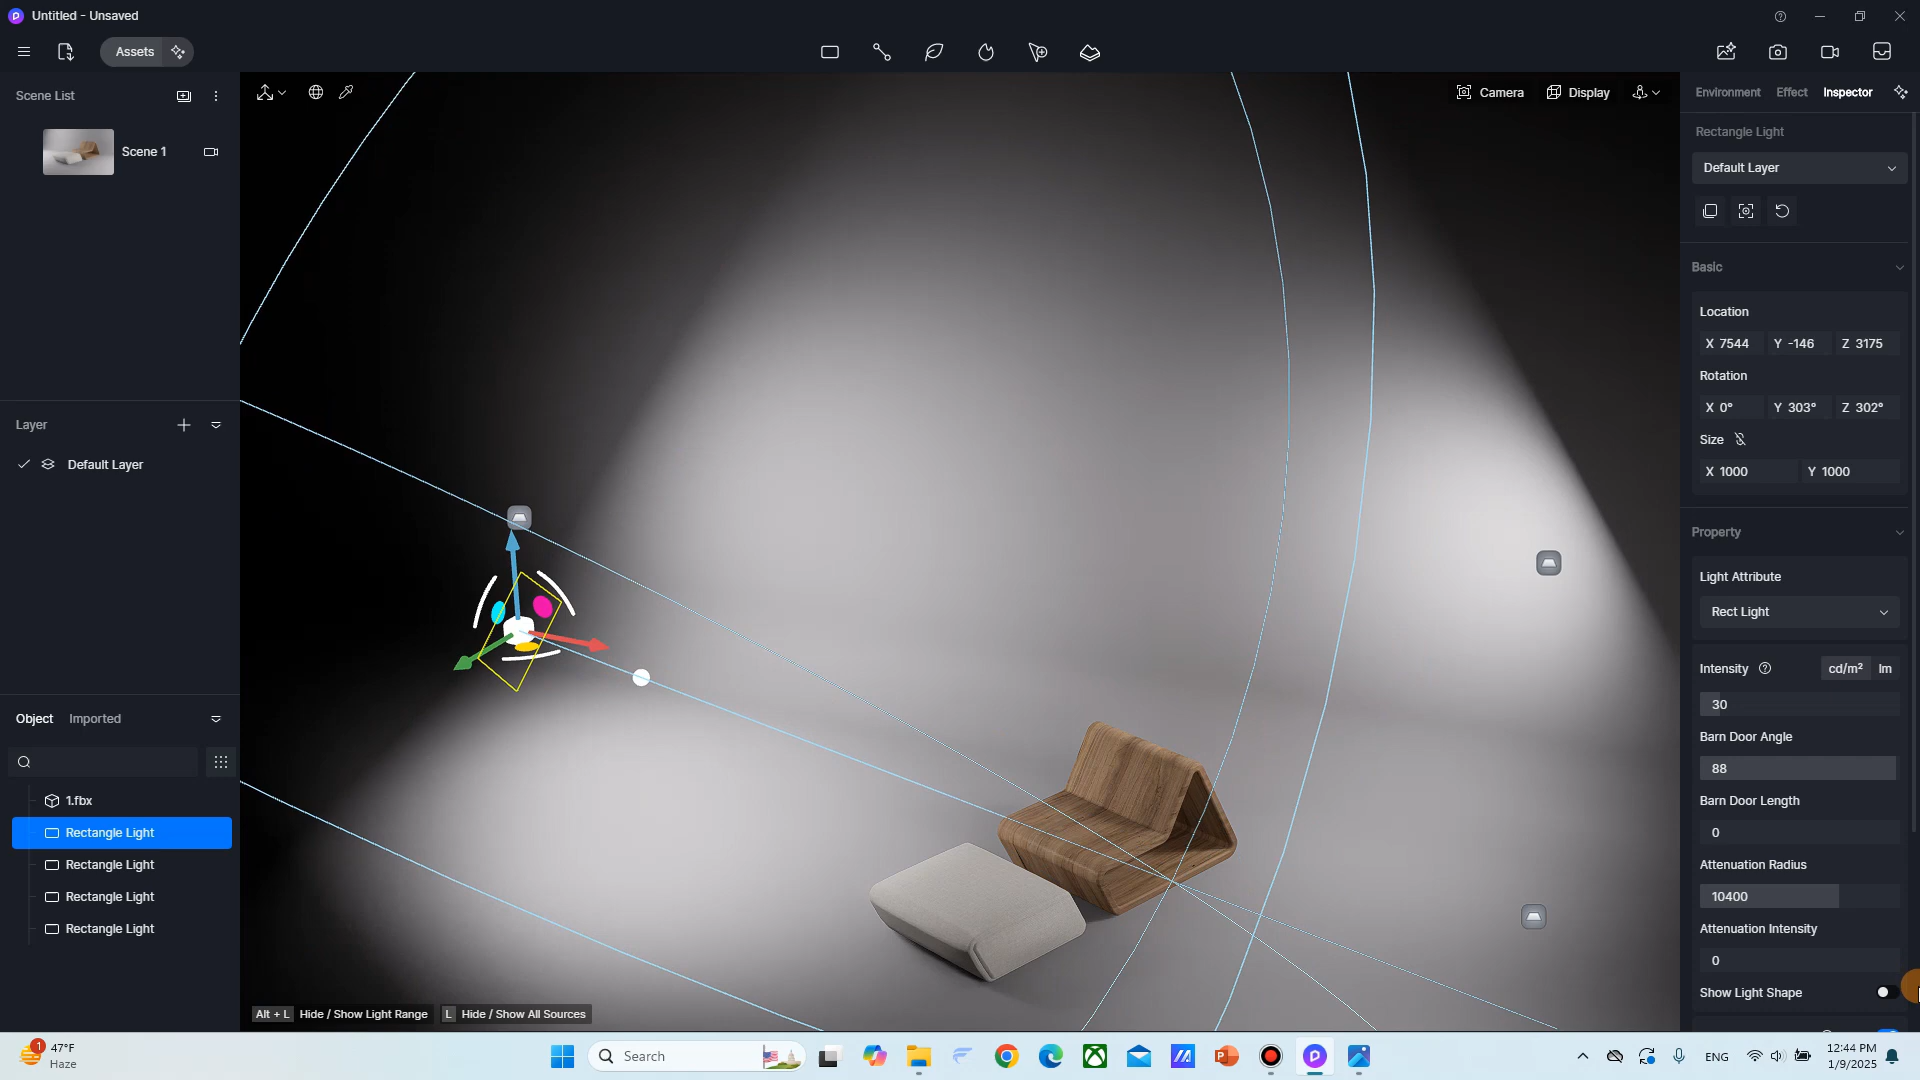 Untitled - Unsaved
Assets
Scene List
Scene 1
Layer
Default Layer
Object Imported
1.fbx
Rectangle Light
Rectangle Light
Rectangle Light
Rectangle Light
Camera
Display
Alt + L Hide / Show Light Range L Hide / Show All Sources
Environment Effect Inspector
Rectangle Light
Default Layer
Basic
Location
X 7544 Y -146 Z 3175
Rotation
X 0° Y 303° Z 302°
Size
X 1000 Y 1000
Property
Light Attribute
Rect Light
Intensity cd/m² lm
30
Barn Door Angle
88
Barn Door Length
0
Attenuation Radius
10400
Attenuation Intensity
0
Show Light Shape
1
47°F
Haze
Search
ENG
12:44 PM
1/9/2025